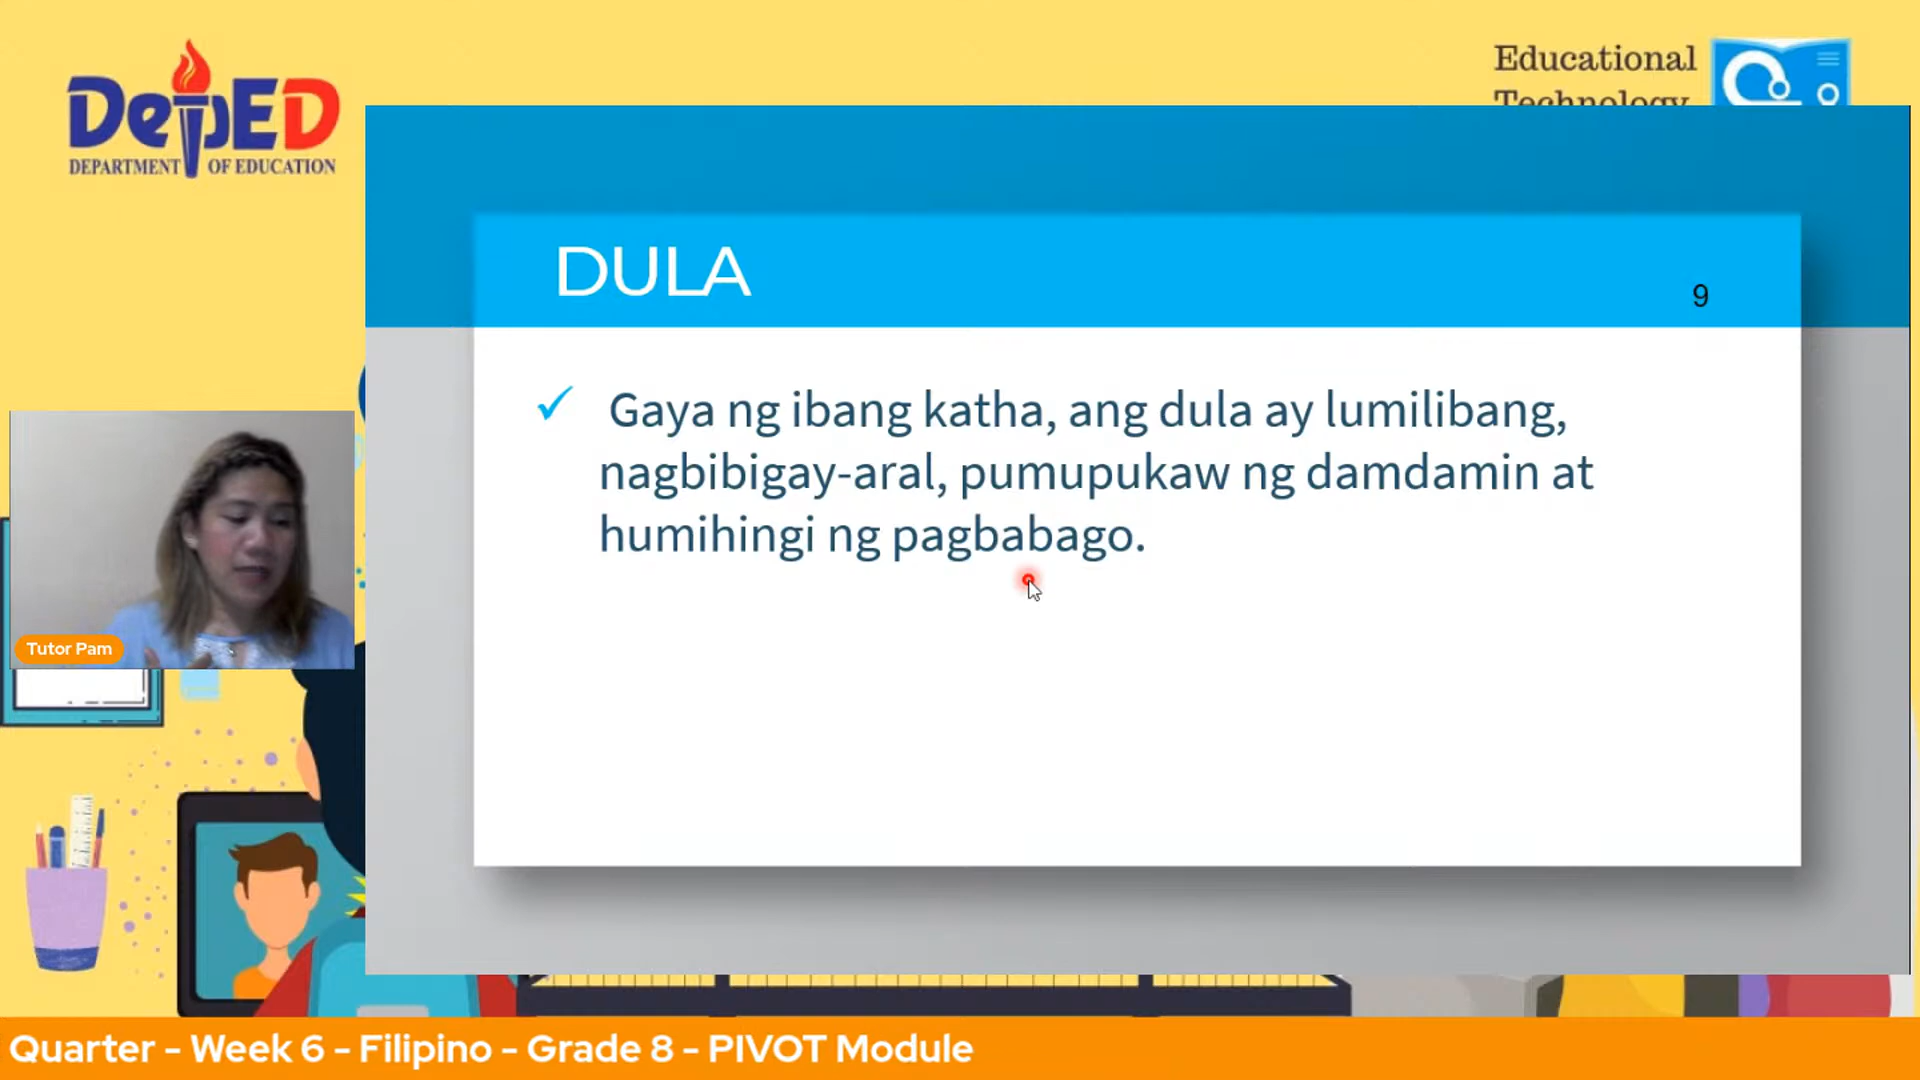 DepED
DEPARTMENT OF EDUCATION
Educational
Technology
DULA
9
✓ Gaya ng ibang katha, ang dula ay lumilibang,
nagbibigay-aral, pumupukaw ng damdamin at
humihingi ng pagbabago.
Tutor Pam
Quarter - Week 6 - Filipino - Grade 8 - PIVOT Module